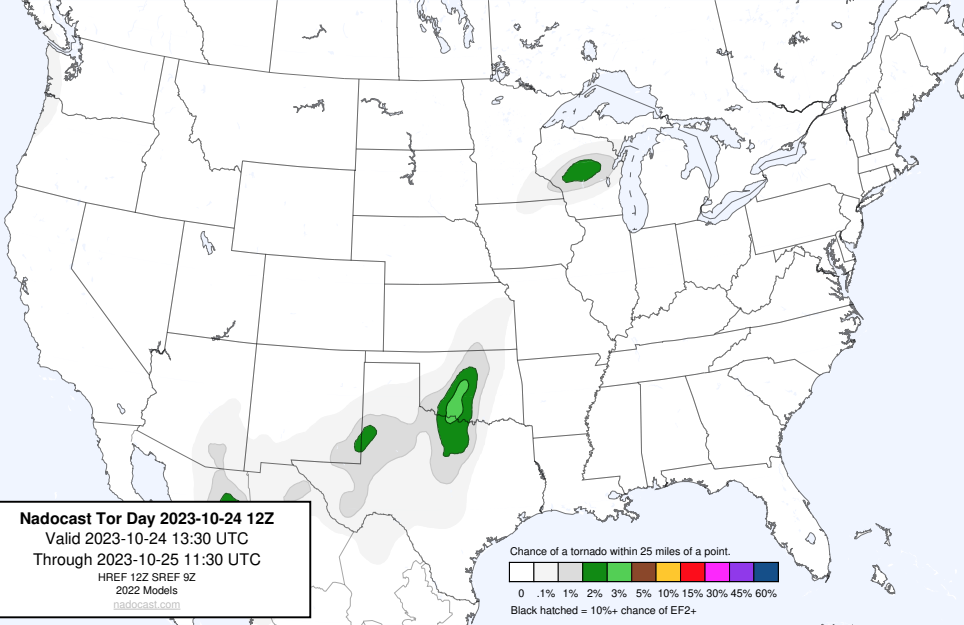 Nadocast Tor Day 2023-10-24 12Z
Valid 2023-10-24 13:30 UTC
Through 2023-10-25 11:30 UTC
HREF 12Z SREF 9Z
2022 Models
nadocast.com
Chance of a tornado within 25 miles of a point.
0 .1% 1% 2% 3% 5% 10% 15% 30% 45% 60%
Black hatched = 10%+ chance of EF2+